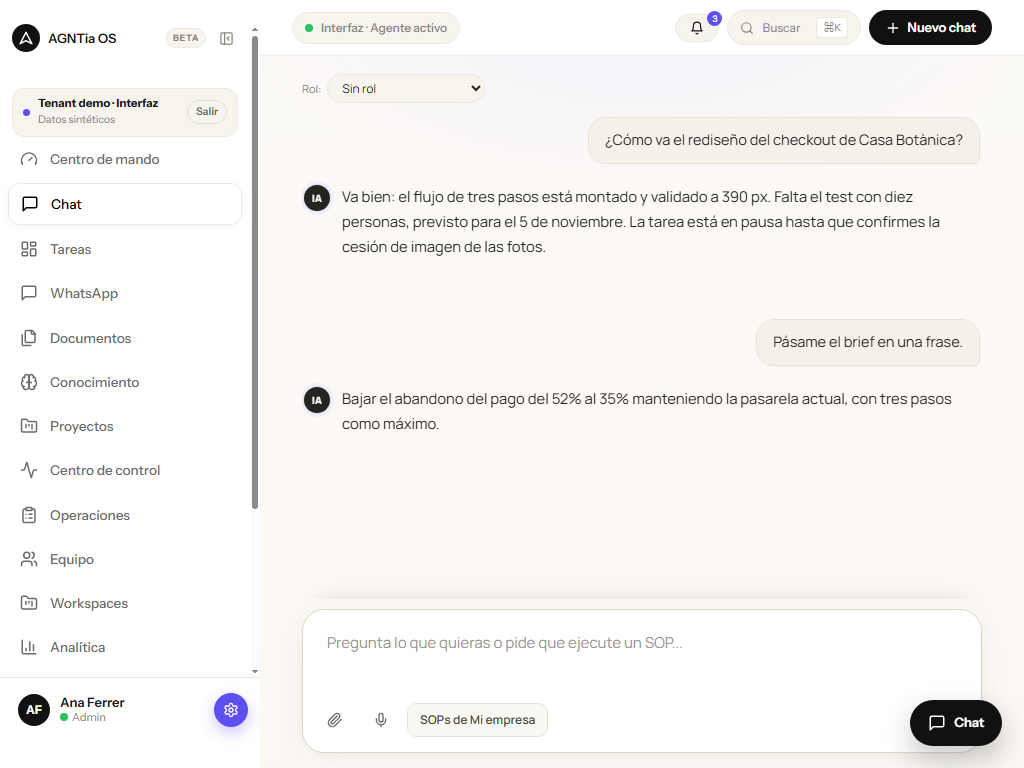 AGNTia OS
BETA
Tenant demo · Interfaz
Datos sintéticos
Salir
Centro de mando
Chat
Tareas
WhatsApp
Documentos
Conocimiento
Proyectos
Centro de control
Operaciones
Equipo
Workspaces
Analítica
AF
Ana Ferrer
Admin
Interfaz · Agente activo
3
Buscar
⌘K
Nuevo chat
Rol:
Sin rol
¿Cómo va el rediseño del checkout de Casa Botànica?
IA
Va bien: el flujo de tres pasos está montado y validado a 390 px. Falta el test con diez
personas, previsto para el 5 de noviembre. La tarea está en pausa hasta que confirmes la
cesión de imagen de las fotos.
Pásame el brief en una frase.
IA
Bajar el abandono del pago del 52% al 35% manteniendo la pasarela actual, con tres pasos
como máximo.
Pregunta lo que quieras o pide que ejecute un SOP...
SOPs de Mi empresa
Chat